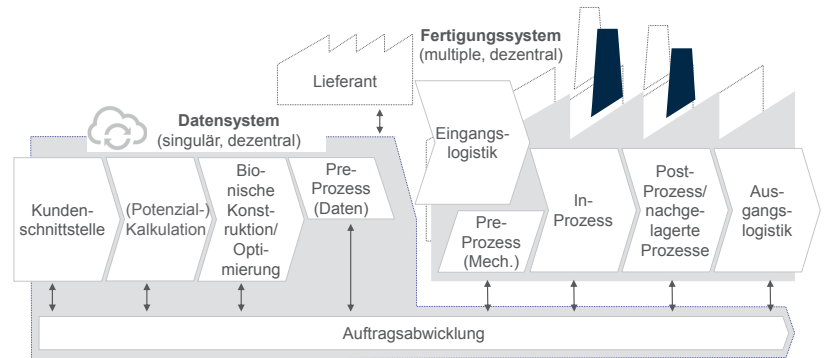 Fertigungssystem
(multiple, dezentral)
Lieferant
Datensystem
(singulär, dezentral)
Kunden-
schnittstelle
(Potenzial-)
Kalkulation
Bio-
nische
Konst-
ruktion/
Opti-
mierung
Pre-
Prozess
(Daten)
Eingangs-
logistik
Pre-
Prozess
(Mech.)
In-
Prozess
Post-
Prozess/
nachge-
lagerte
Prozesse
Aus-
gangs-
logistik
Auftragsabwicklung